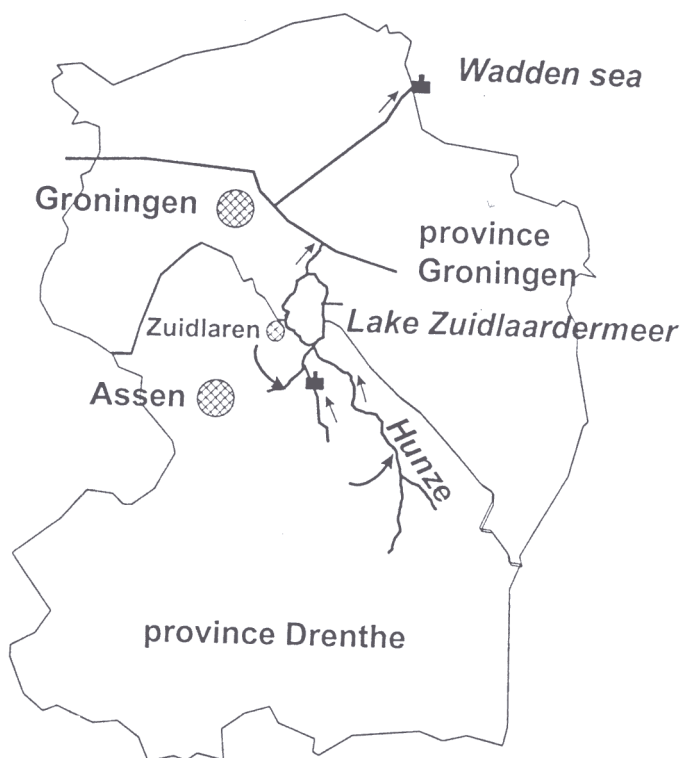 Wadden sea
Groningen
province
Groningen
Zuidlaren
Lake Zuidlaardermeer
Assen
Hunze
province Drenthe